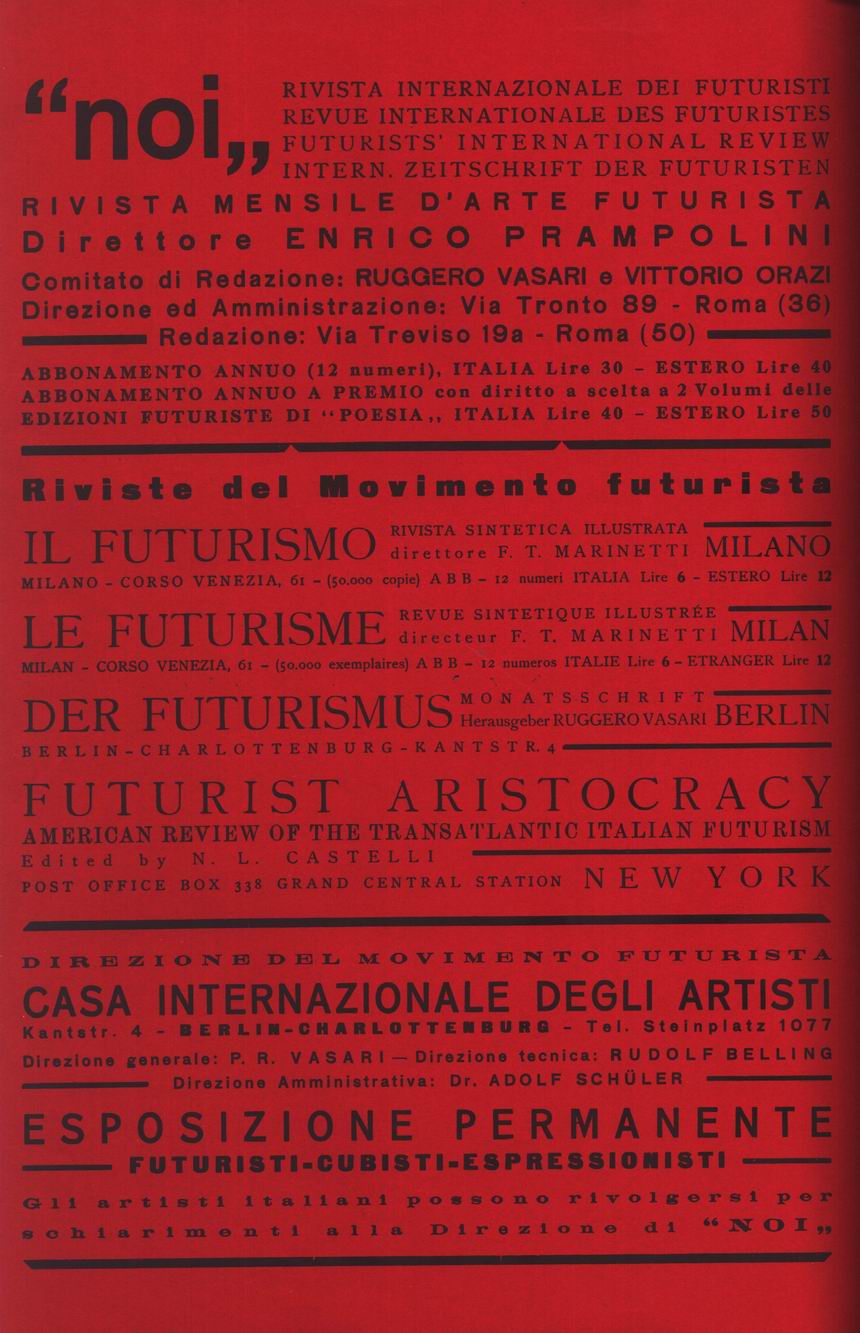 “noi„
RIVISTA INTERNAZIONALE DEI FUTURISTI
REVUE INTERNATIONALE DES FUTURISTES
FUTURISTS' INTERNATIONAL REVIEW
INTERN. ZEITSCHRIFT DER FUTURISTEN
RIVISTA MENSILE D'ARTE FUTURISTA
Direttore ENRICO PRAMPOLINI
Comitato di Redazione: RUGGERO VASARI e VITTORIO ORAZI
Direzione ed Amministrazione: Via Tronto 89 - Roma (36)
Redazione: Via Treviso 19a - Roma (50)
ABBONAMENTO ANNUO (12 numeri), ITALIA Lire 30 – ESTERO Lire 40
ABBONAMENTO ANNUO A PREMIO con diritto a scelta a 2 Volumi delle
EDIZIONI FUTURISTE DI “POESIA„ ITALIA Lire 40 – ESTERO Lire 50
Riviste del Movimento futurista
IL FUTURISMO
RIVISTA SINTETICA ILLUSTRATA
direttore F. T. MARINETTI
MILANO
MILANO – CORSO VENEZIA, 61 – (50.000 copie) ABB – 12 numeri ITALIA Lire 6 – ESTERO Lire 12
LE FUTURISME
REVUE SINTETIQUE ILLUSTRÉE
directeur F. T. MARINETTI
MILAN
MILAN – CORSO VENEZIA, 61 – (50.000 exemplaires) ABB – 12 numeros ITALIE Lire 6 – ETRANGER Lire 12
DER FUTURISMUS
MONATSSCHRIFT
Herausgeber RUGGERO VASARI
BERLIN
BERLIN–CHARLOTTENBURG–KANTSTR. 4
FUTURIST ARISTOCRACY
AMERICAN REVIEW OF THE TRANSATLANTIC ITALIAN FUTURISM
Edited by N. L. CASTELLI
POST OFFICE BOX 338 GRAND CENTRAL STATION NEW YORK
DIREZIONE DEL MOVIMENTO FUTURISTA
CASA INTERNAZIONALE DEGLI ARTISTI
Kantstr. 4 – BERLIN-CHARLOTTENBURG – Tel. Steinplatz 1077
Direzione generale: P. R. VASARI — Direzione tecnica: RUDOLF BELLING
Direzione Amministrativa: Dr. ADOLF SCHÜLER
ESPOSIZIONE PERMANENTE
FUTURISTI-CUBISTI-ESPRESSIONISTI
Gli artisti italiani possono rivolgersi per
schiarimenti alla Direzione di “NOI„